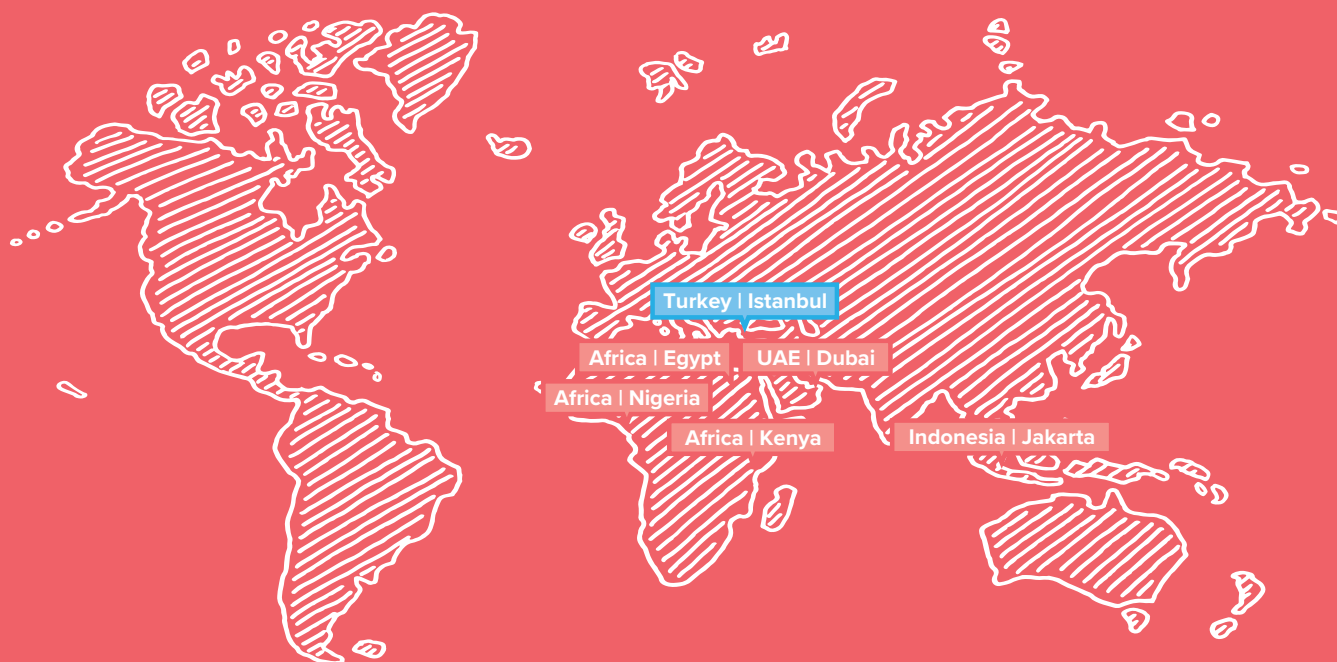 Turkey | Istanbul
Africa | Egypt
UAE | Dubai
Africa | Nigeria
Africa | Kenya
Indonesia | Jakarta